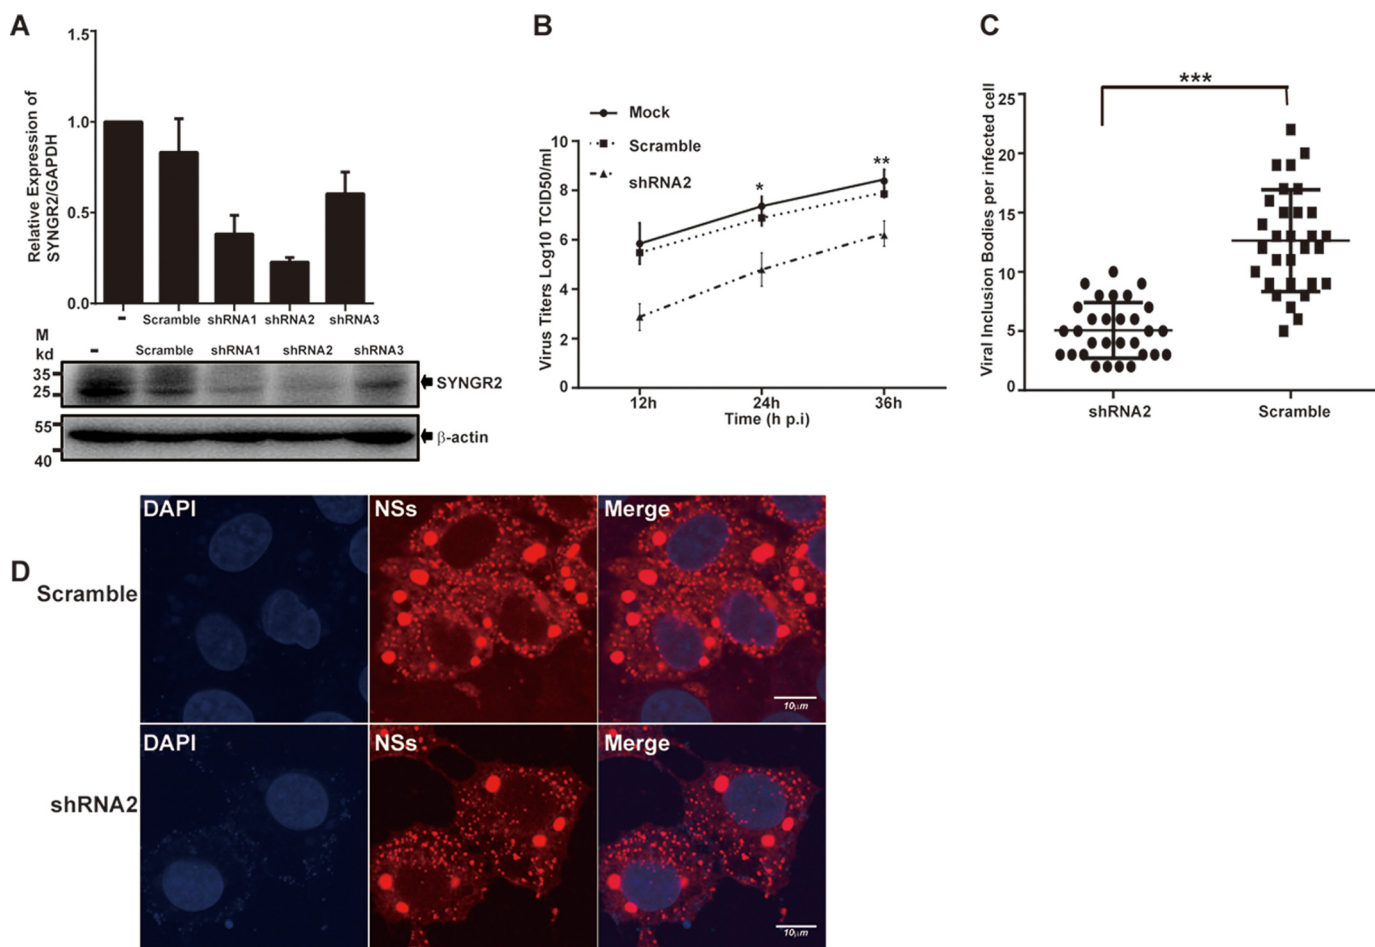 A
Relative Expression of
SYNGR2/GAPDH
1.5
1.0
0.5
0.0
- Scramble shRNA1 shRNA2 shRNA3
M
kd
- Scramble shRNA1 shRNA2 shRNA3
35
25
SYNGR2
55
40
β-actin
B
Mock
Scramble
shRNA2
Virus Titers Log10 TCID50/ml
10
8
6
4
2
0
*
**
12h 24h 36h
Time (h p.i)
C
***
Viral Inclusion Bodies per infected cell
25
20
15
10
5
0
shRNA2 Scramble
D
Scramble
DAPI NSs Merge
10μm
shRNA2
DAPI NSs Merge
10μm